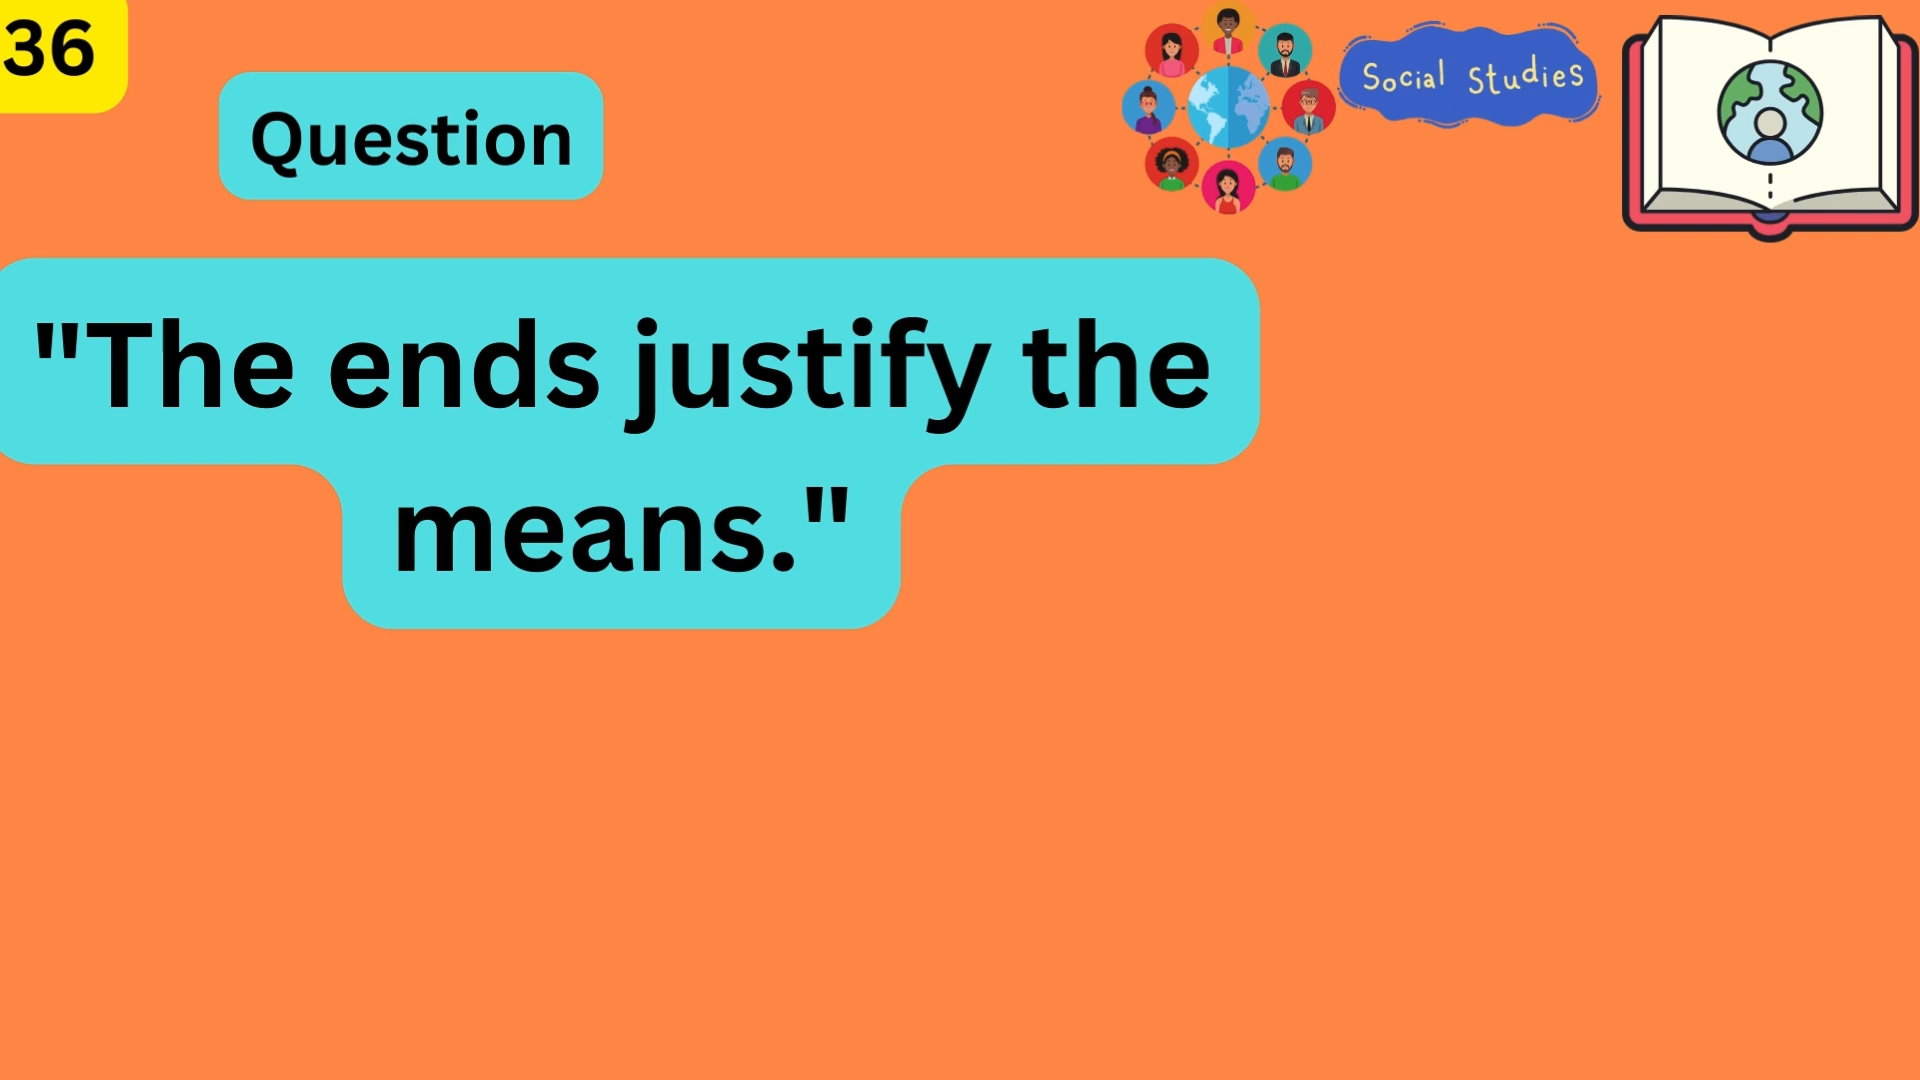 36
Question
Social Studies
"The ends justify the
means."